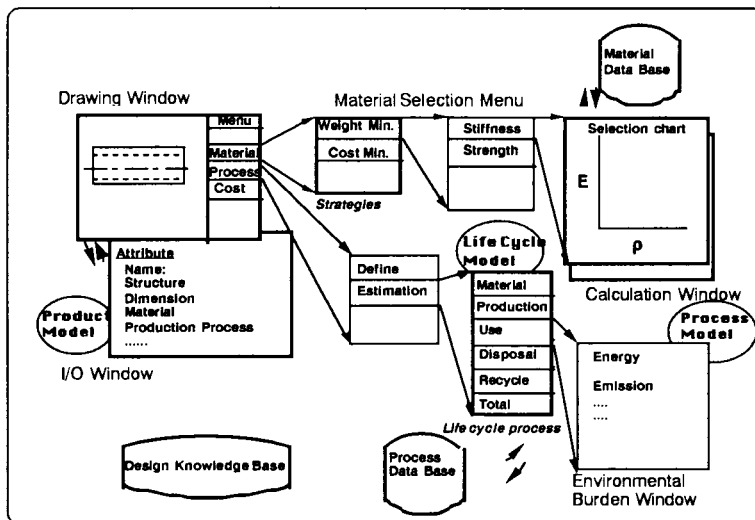 Material
Data Base
Drawing Window
Material Selection Menu
Menu
Material
Process
Cost
Weight Min.
Cost Min.
Strategies
Stiffness
Strength
Selection chart
E
ρ
Calculation Window
Attribute
Name:
Structure
Dimension
Material
Production Process
......
Product
Model
I/O Window
Define
Estimation
Life Cycle
Model
Material
Production
Use
Disposal
Recycle
Total
Life cycle process
Process
Model
Energy
Emission
....
....
Environmental
Burden Window
Design Knowledge Base
Process
Data Base